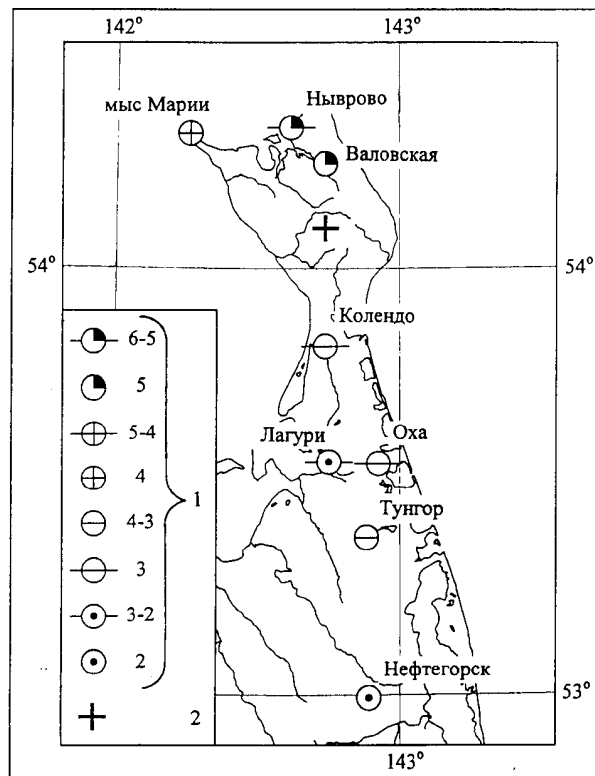 142° 143°
мыс Марии
Ныврово
Валовская
54° 54°
Колендо
Лагури
Оха
Тунгор
Нефтегорск
53°
143°
6-5
5
5-4
4
4-3
3
3-2
2
1
2